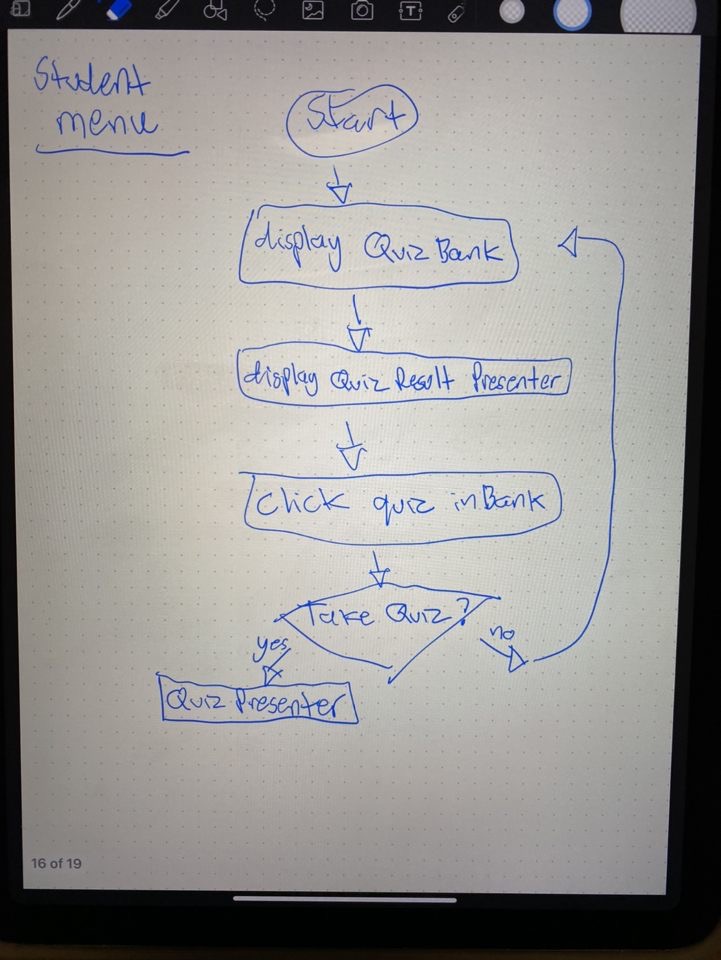 Student
menu
Start
display Quiz Bank
display Quiz Result Presenter
Click quiz in Bank
Take Quiz?
yes
no
Quiz Presenter
16 of 19